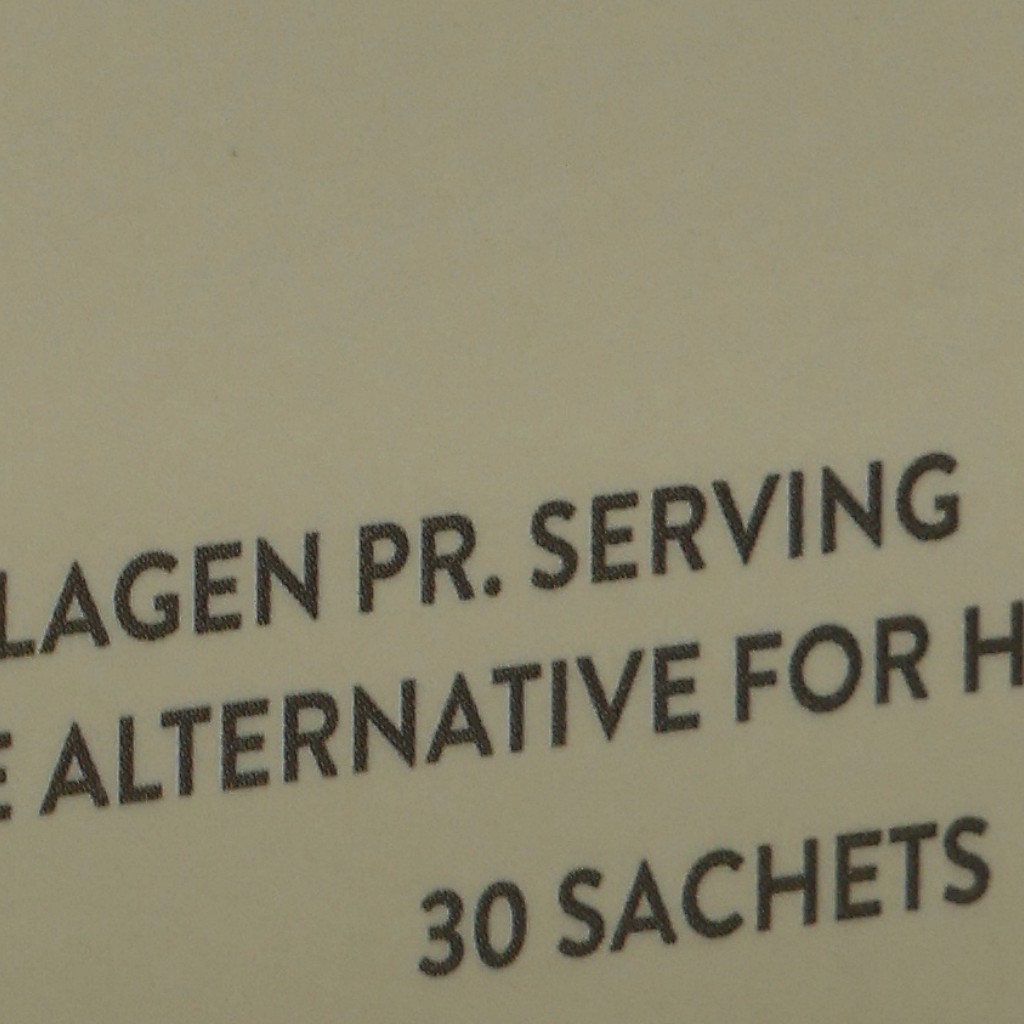 LAGEN PR. SERVING
E ALTERNATIVE FOR H
30 SACHETS